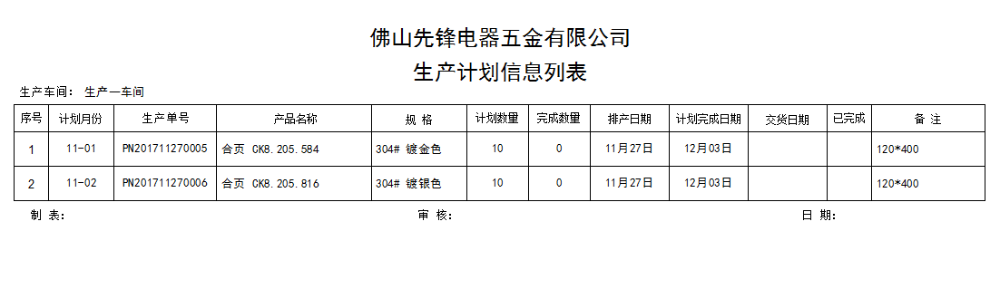 佛山先锋电器五金有限公司
生产计划信息列表
生产车间： 生产一车间
序号 计划月份 生产单号 产品名称 规 格 计划数量 完成数量 排产日期 计划完成日期 交货日期 已完成 备 注
1 11-01 PN201711270005 合页 CK8.205.584 304# 镀金色 10 0 11月27日 12月03日 120*400
2 11-02 PN201711270006 合页 CK8.205.816 304# 镀银色 10 0 11月27日 12月03日 120*400
制 表： 审 核： 日 期：